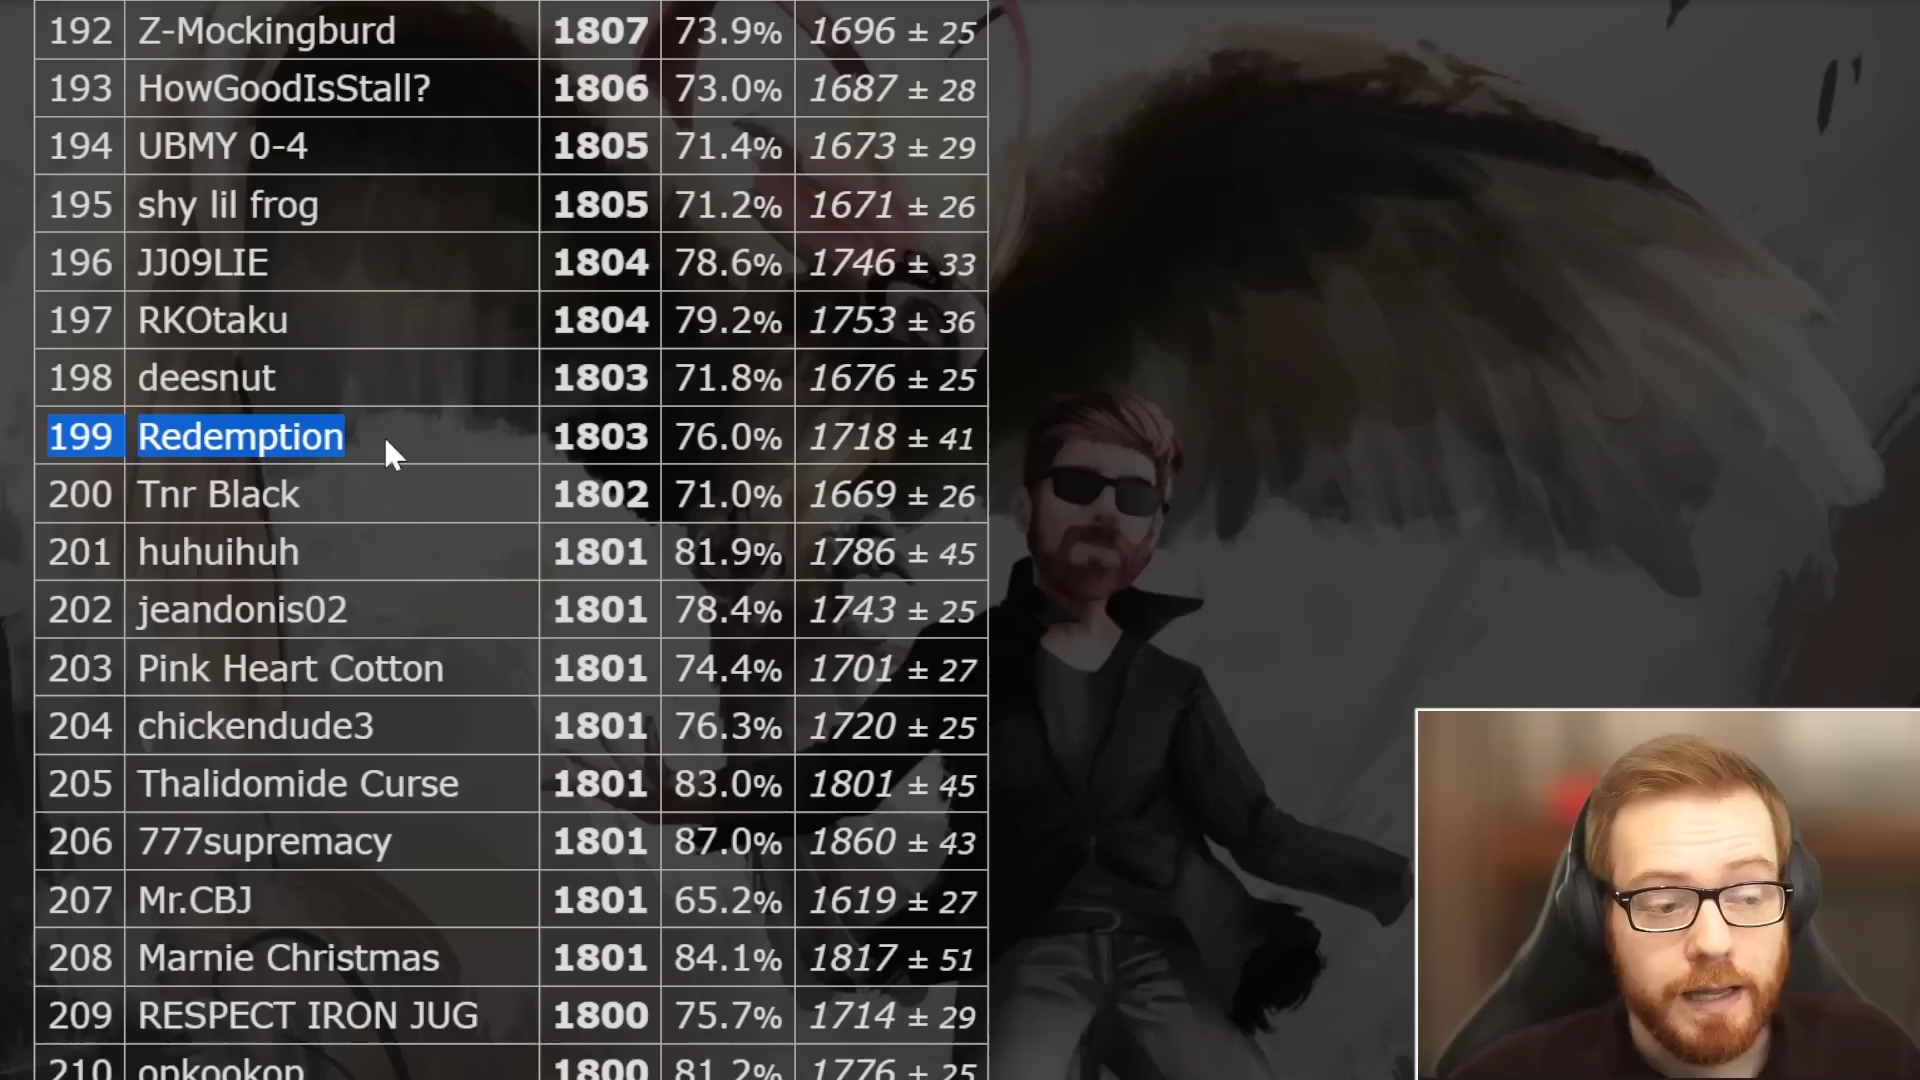 192 Z-Mockingburd 1807 73.9% 1696 ± 25
193 HowGoodIsStall? 1806 73.0% 1687 ± 28
194 UBMY 0-4 1805 71.4% 1673 ± 29
195 shy lil frog 1805 71.2% 1671 ± 26
196 JJ09LIE 1804 78.6% 1746 ± 33
197 RKOtaku 1804 79.2% 1753 ± 36
198 deesnut 1803 71.8% 1676 ± 25
199 Redemption 1803 76.0% 1718 ± 41
200 Tnr Black 1802 71.0% 1669 ± 26
201 huhuihuh 1801 81.9% 1786 ± 45
202 jeandonis02 1801 78.4% 1743 ± 25
203 Pink Heart Cotton 1801 74.4% 1701 ± 27
204 chickendude3 1801 76.3% 1720 ± 25
205 Thalidomide Curse 1801 83.0% 1801 ± 45
206 777supremacy 1801 87.0% 1860 ± 43
207 Mr.CBJ 1801 65.2% 1619 ± 27
208 Marnie Christmas 1801 84.1% 1817 ± 51
209 RESPECT IRON JUG 1800 75.7% 1714 ± 29
210 opkookop 1800 81.2% 1776 ± 25